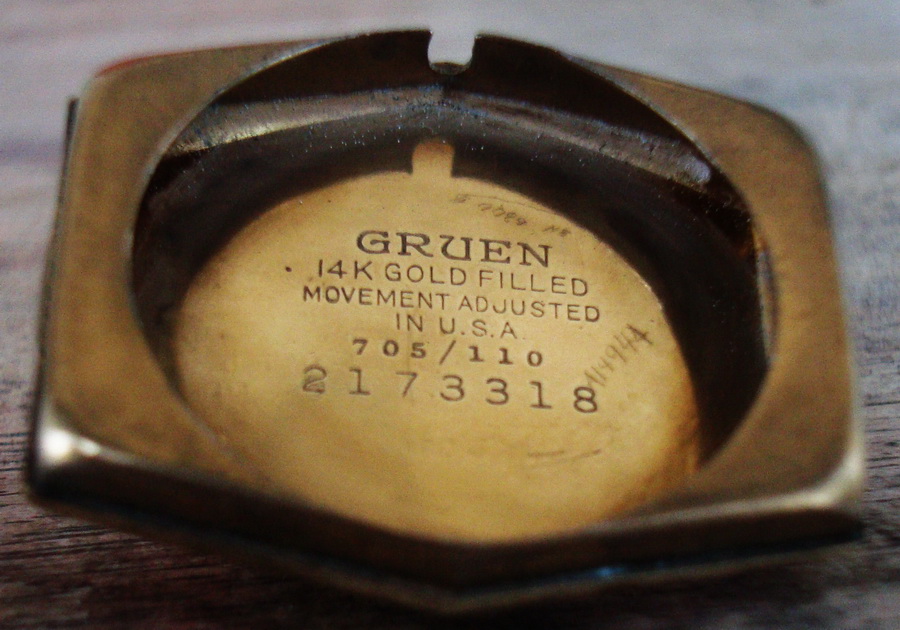 GRUEN
14K GOLD FILLED
MOVEMENT ADJUSTED
IN U.S.A.
705/110
2173318